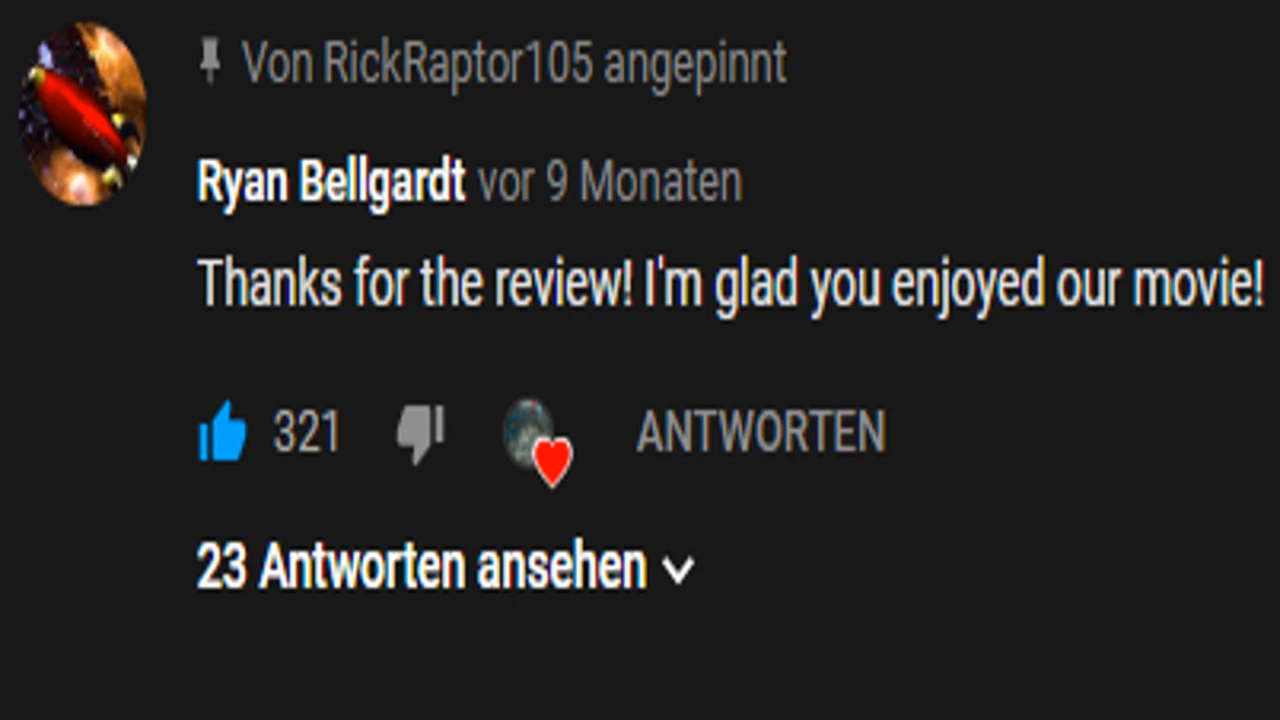 Von RickRaptor105 angepinnt
Ryan Bellgardt vor 9 Monaten
Thanks for the review! I'm glad you enjoyed our movie!
321 ANTWORTEN
23 Antworten ansehen